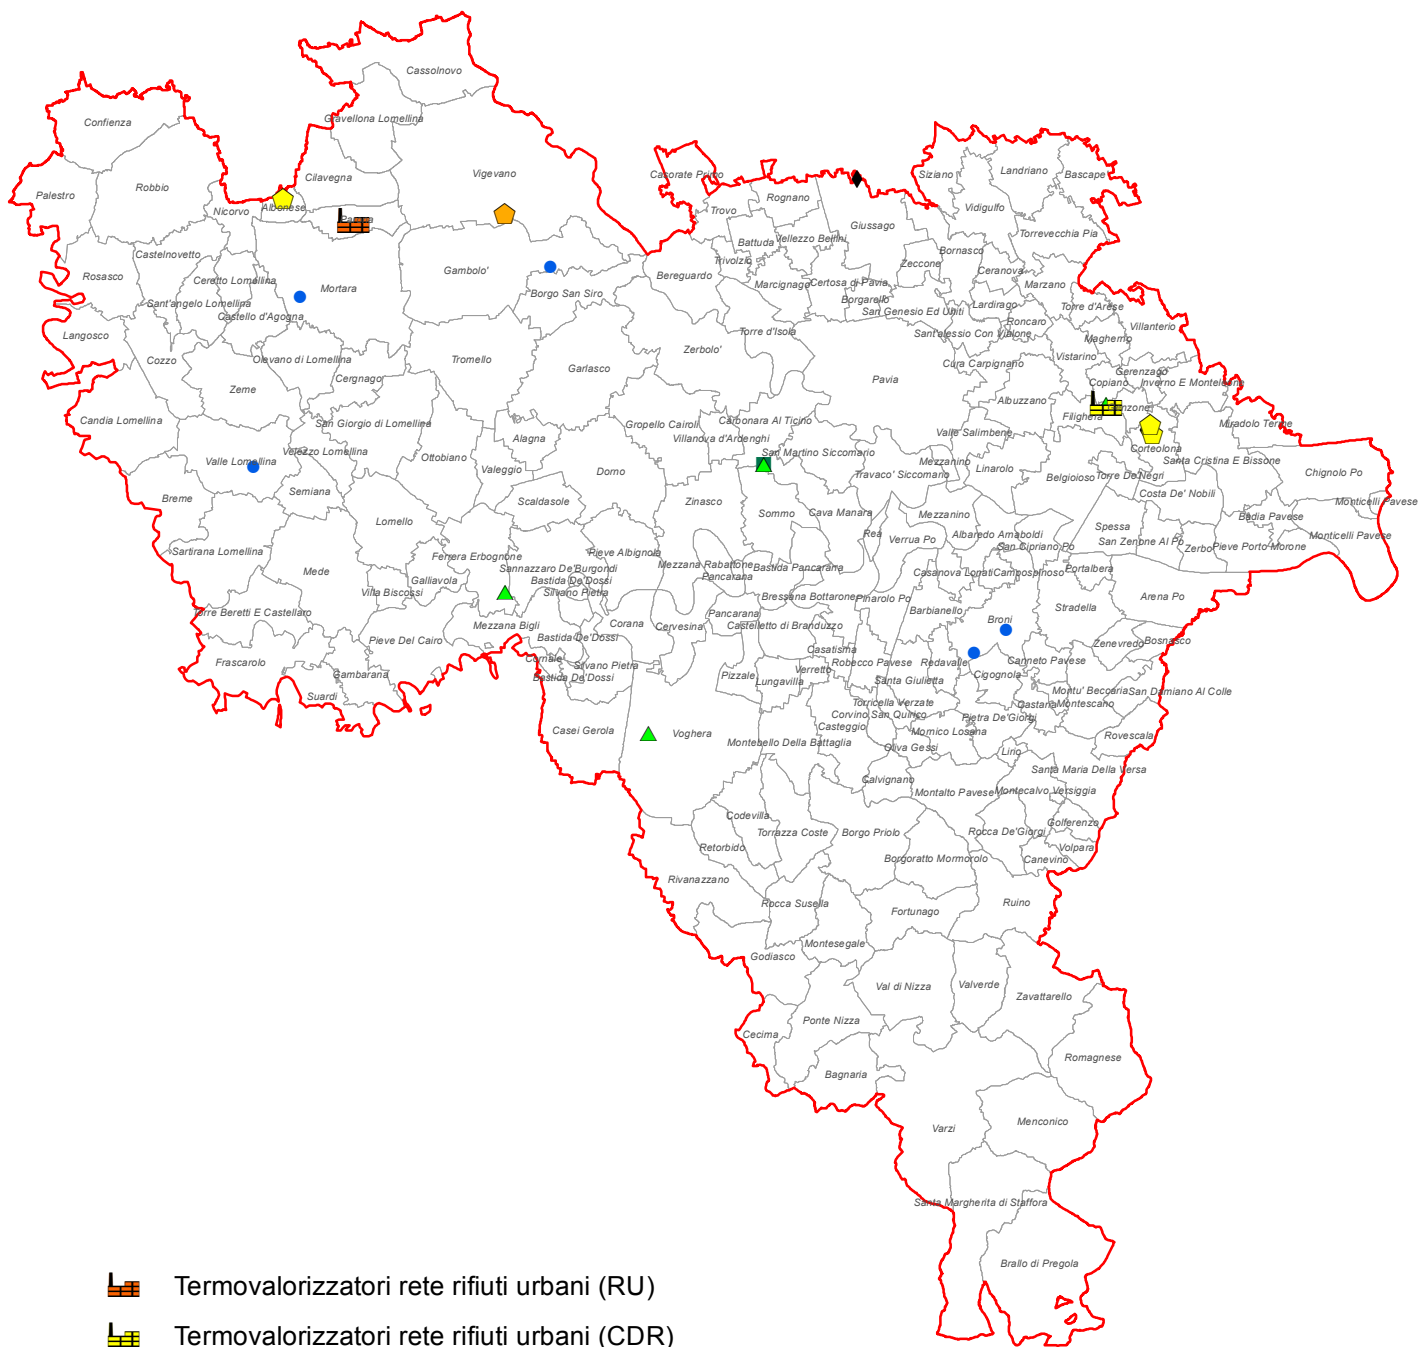 Cassolnovo
Confienza
Gravellona Lomellina
Vigevano
Cilavegna
Robbio
Palestro
Nicorvo
Albonese
Casorate Primo
Siziano
Landriano
Bascape
Rognano
Trovo
Vidigulfo
Giussago
Torrevecchia Pia
Battuda
Vellezzo Bellini
Bornasco
Castelnovetto
Trivolzio
Zeccone
Ceranova
Rosasco
Ceretto Lomellina
Mortara
Gambolo'
Bereguardo
Marcignago
Certosa di Pavia
Marzano
Borgo San Siro
Borgarello
Sant'angelo Lomellina
Castello d'Agogna
San Genesio Ed Uniti
Lardirago
Torre d'Arese
Roncaro
Villanterio
Langosco
Torre d'Isola
Sant'alessio Con Vialone
Magherno
Zerbolo'
Vistarino
Cozzo
Olevano di Lomellina
Tromello
Garlasco
Cura Carpignano
Gerenzago
Cergnago
Pavia
Copiano
Inverno E Monteleone
Zeme
Albuzzano
Filighera
Candia Lomellina
San Giorgio di Lomellina
Gropello Cairoli
Carbonara Al Ticino
Miradolo Terme
Alagna
Villanova d'Ardenghi
Valle Salimbene
Corteolona
Velezzo Lomellina
San Martino Siccomario
Valle Lomellina
Ottobiano
Valeggio
Dorno
Mezzanino
Santa Cristina E Bissone
Linarolo
Travaco' Siccomario
Belgioioso
Torre De'Negri
Chignolo Po
Semiana
Breme
Scaldasole
Zinasco
Costa De' Nobili
Monticelli Pavese
Sommo
Cava Manara
Mezzanino
Badia Pavese
Lomello
Spessa
Rea
Albaredo Arnaboldi
Verrua Po
San Zenone Al Po
Monticelli Pavese
San Cipriano Po
Zerbo
Pieve Porto Morone
Sartirana Lomellina
Ferrera Erbognone
Pieve Albignola
Mede
Sannazzaro De'Burgondi
Mezzana Rabattone
Bastida Pancarana
Portalbera
Pancarana
Casanova Lonati
Campospinoso
Galliavola
Bastida De'Dossi
Villa Biscossi
Silvano Pietra
Bressana Bottarone
Pinarolo Po
Arena Po
Torre Beretti E Castellaro
Barbianello
Stradella
Pancarana
Broni
Mezzana Bigli
Corana
Cervesina
Castelletto di Branduzzo
Pieve Del Cairo
Bastida De'Dossi
Zenevredo
Bosnasco
Casatisma
Cornale
Robecco Pavese
Redavalle
Canneto Pavese
Frascarolo
Silvano Pietra
Verretto
Gambarana
Bastida De'Dossi
Pizzale
Lungavilla
Santa Giulietta
Cigognola
Suardi
Montu' Beccaria
San Damiano Al Colle
Torricella Verzate
Castana
Montescano
Corvino San Quirico
Pietra De'Giorgi
Casei Gerola
Voghera
Casteggio
Mornico Losana
Rovescala
Montebello Della Battaglia
Oliva Gessi
Lirio
Santa Maria Della Versa
Calvignano
Montalto Pavese
Montecalvo Versiggia
Codevilla
Golferenzo
Torrazza Coste
Borgo Priolo
Rocca De'Giorgi
Retorbido
Volpara
Borgoratto Mormorolo
Canevino
Rivanazzano
Rocca Susella
Fortunago
Ruino
Montesegale
Godiasco
Val di Nizza
Valverde
Zavattarello
Ponte Nizza
Cecima
Romagnese
Bagnaria
Menconico
Varzi
Santa Margherita di Staffora
Brallo di Pregola
Termovalorizzatori rete rifiuti urbani (RU)
Termovalorizzatori rete rifiuti urbani (CDR)